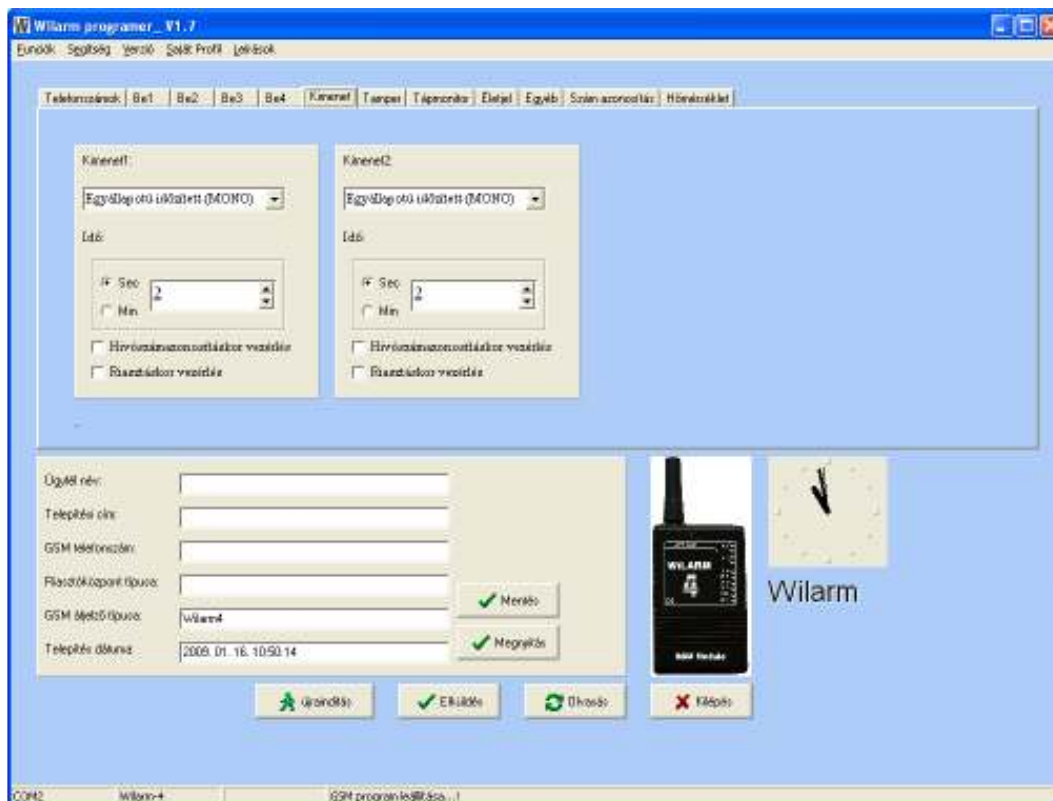 Wilarm programer_ V1.7
Funciók Segítség Verzió Saját Profil Leírások
Telefonszámok Be1 Be2 Be3 Be4 Kimenet Tamper Tápmonitor Életjel Egyéb Szám azonosítás Hőmérséklet
Kimenet1: Kimenet2
Egyállapotú időzített (MONO) Egyállapotú időzített (MONO)
Idő: Idő:
Sec 2 Sec 2
Min Min
Hívószámazonosításkor vezérlés Hívószámazonosításkor vezérlés
Riasztáskor vezérlés Riasztáskor vezérlés
Ügyfél név:
Telepítési cím:
GSM telefonszám:
Riasztóközpont típusa:
GSM átjelző típusa: Wilarm4
Telepítés dátuma: 2009. 01. 16. 10:50:14
Mentés
Megnyitás
WILARM
4
GSM Module
Wilarm
Újraindítás Elküldés Olvasás Kilépés
COM2 Wilarm-4 GSM program leállítása...!